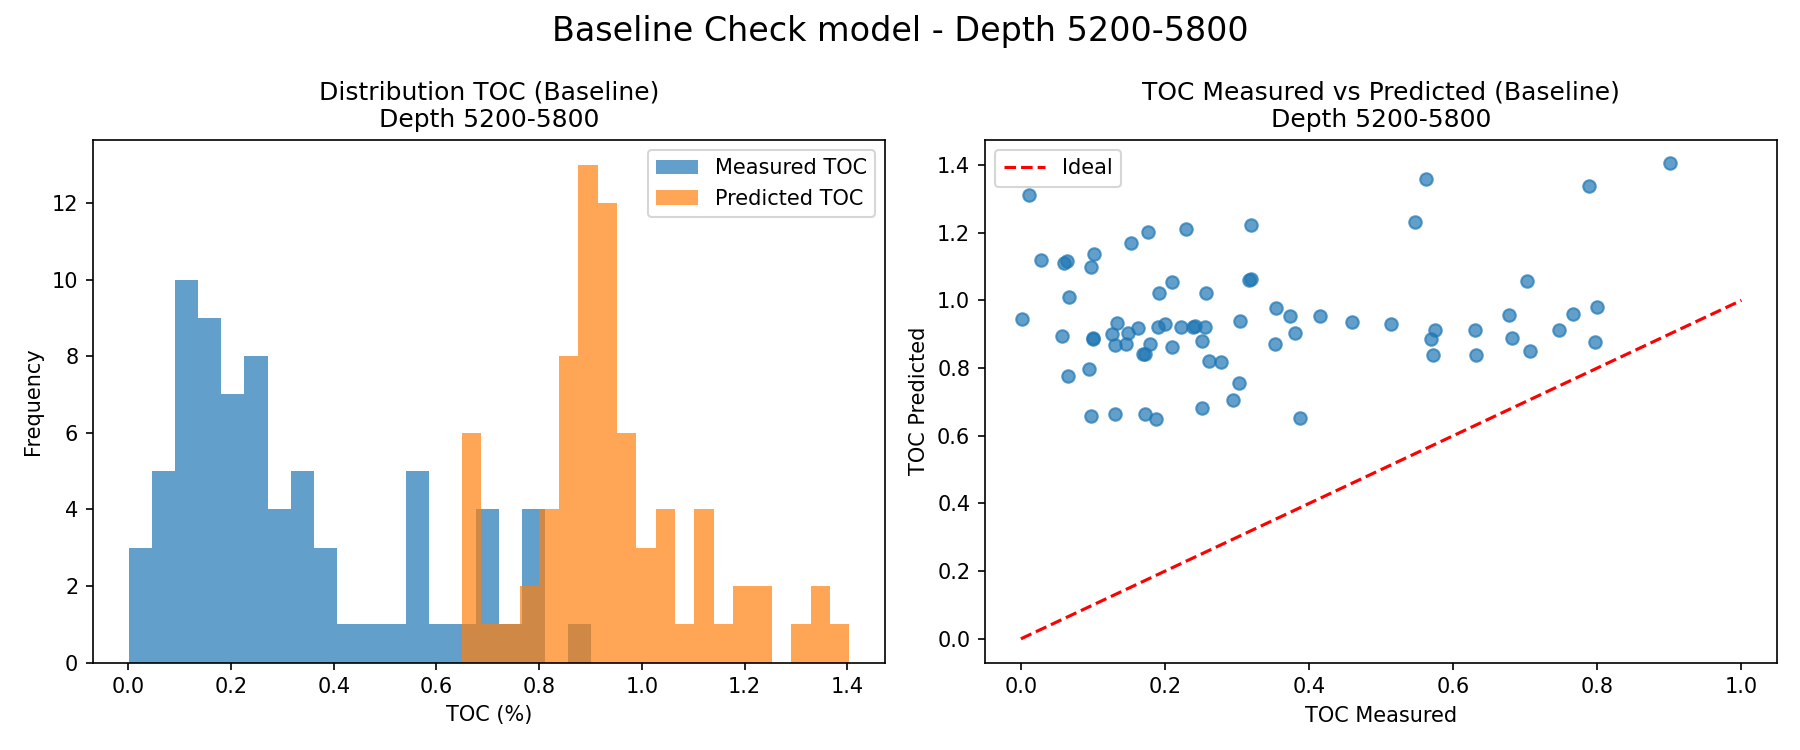 Baseline Check model - Depth 5200-5800
Distribution TOC (Baseline)
Depth 5200-5800
Measured TOC
Predicted TOC
Frequency
12
10
8
6
4
2
0
0.0 0.2 0.4 0.6 0.8 1.0 1.2 1.4
TOC (%)
TOC Measured vs Predicted (Baseline)
Depth 5200-5800
Ideal
TOC Predicted
1.4
1.2
1.0
0.8
0.6
0.4
0.2
0.0
0.0 0.2 0.4 0.6 0.8 1.0
TOC Measured